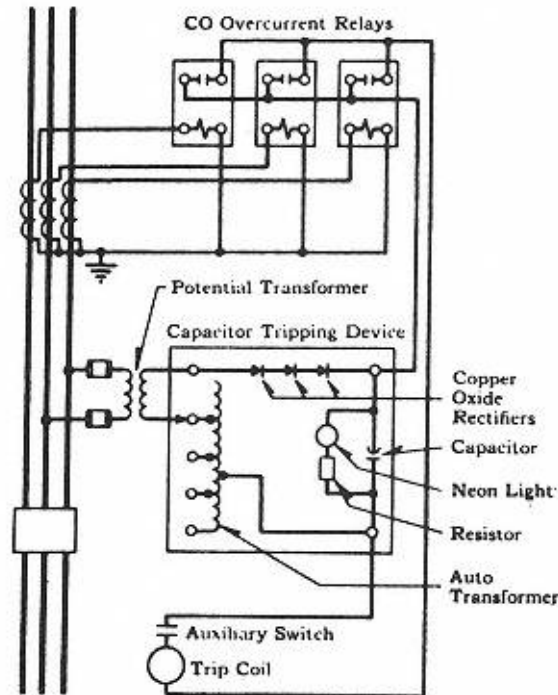 CO Overcurrent Relays
Potential Transformer
Capacitor Tripping Device
Copper
Oxide
Rectifiers
Capacitor
Neon Light
Resistor
Auto
Transformer
Auxibary Switch
Trip Coil